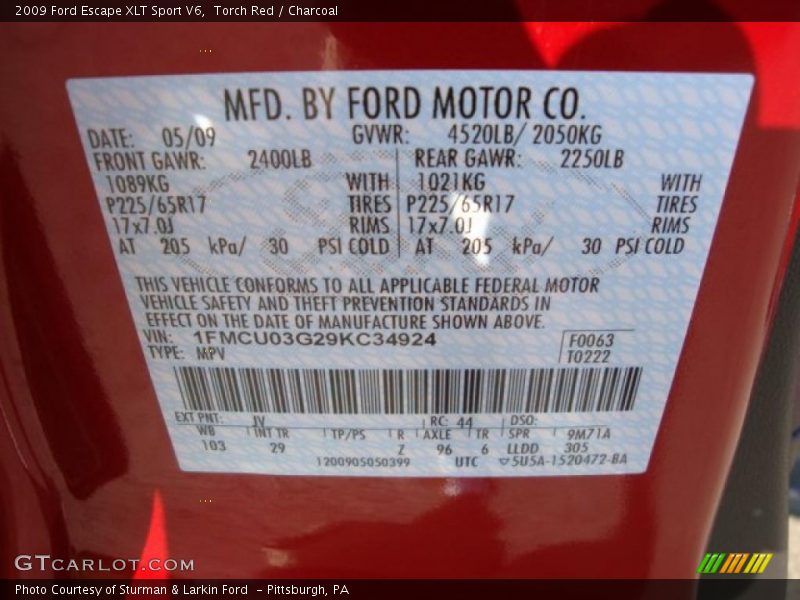 2009 Ford Escape XLT Sport V6,  Torch Red / Charcoal
MFD. BY FORD MOTOR CO.
DATE: 05/09 GVWR: 4520LB/ 2050KG
FRONT GAWR: 2400LB REAR GAWR: 2250LB
1089KG WITH 1021KG WITH
P225/65R17 TIRES P225/65R17 TIRES
17x7.0J RIMS 17x7.0J RIMS
AT 205 kPa/ 30 PSI COLD AT 205 kPa/ 30 PSI COLD
THIS VEHICLE CONFORMS TO ALL APPLICABLE FEDERAL MOTOR
VEHICLE SAFETY AND THEFT PREVENTION STANDARDS IN
EFFECT ON THE DATE OF MANUFACTURE SHOWN ABOVE.
VIN: 1FMCU03G29KC34924 F0063
TYPE: MPV T0222
EXT PNT: JV RC: 44 DSO:
WB INT TR TP/PS R AXLE TR SPR 9M71A
103 29 Z 96 6 LLDD 305
1200905050399 UTC 5U5A-1520472-BA
GTCARLOT.COM
Photo Courtesy of Sturman & Larkin Ford  - Pittsburgh, PA